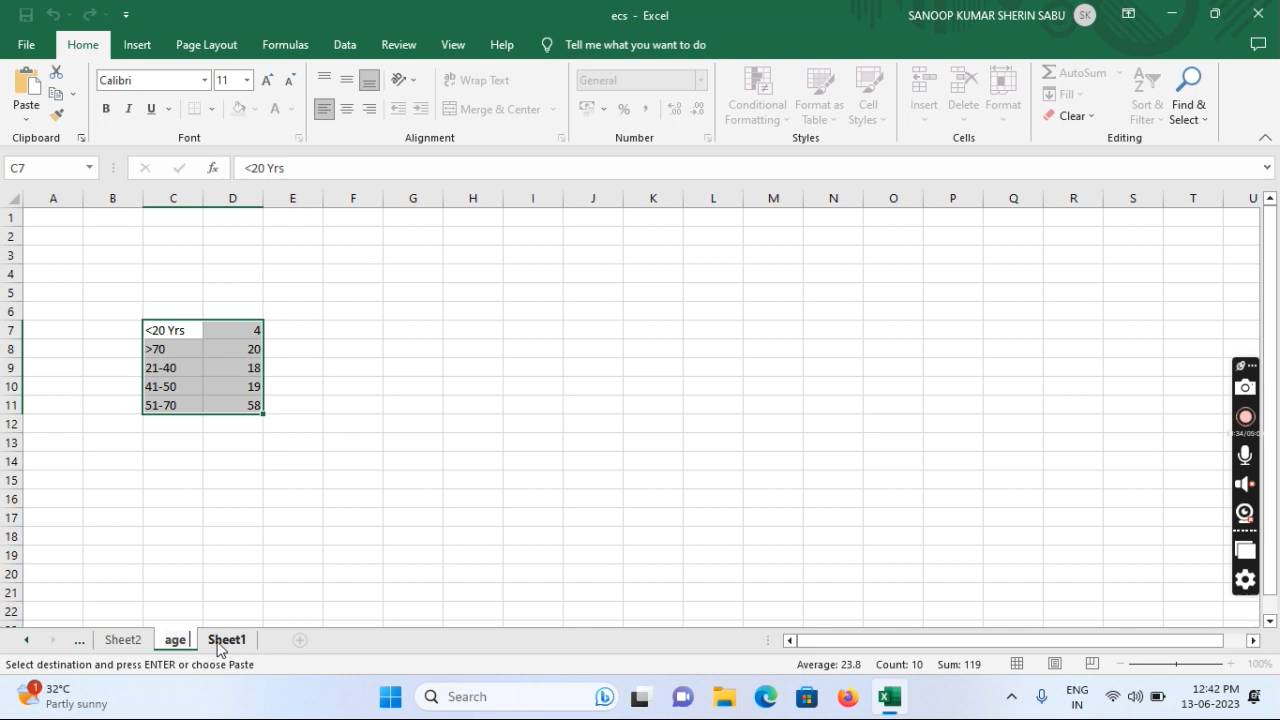 ecs - Excel
SANOOP KUMAR SHERIN SABU SK
File Home Insert Page Layout Formulas Data Review View Help Tell me what you want to do
Paste
Calibri 11
Wrap Text
General
Merge & Center
Conditional Formatting
Format as Table
Cell Styles
Insert Delete Format
AutoSum
Fill
Clear
Sort & Filter
Find & Select
Clipboard Font Alignment Number Styles Cells Editing
C7 fx <20 Yrs
A B C D E F G H I J K L M N O P Q R S T U
1
2
3
4
5
6
7 <20 Yrs 4
8 >70 20
9 21-40 18
10 41-50 19
11 51-70 58
12
13
14
15
16
17
18
19
20
21
22
... Sheet2 age Sheet1
Select destination and press ENTER or choose Paste Average: 23.8 Count: 10 Sum: 119 100%
1 32°C
Partly sunny
Search
ENG
IN
12:42 PM
13-06-2023